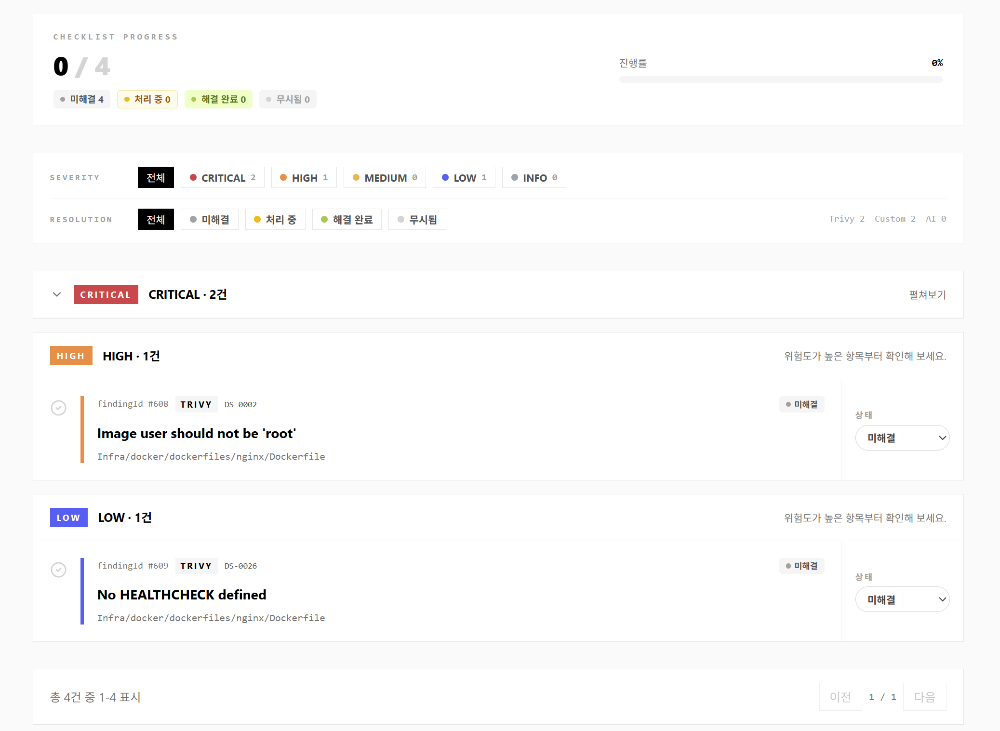 CHECKLIST PROGRESS
0 / 4
진행률 0%
미해결 4 처리 중 0 해결 완료 0 무시됨 0
SEVERITY 전체 CRITICAL 2 HIGH 1 MEDIUM 0 LOW 1 INFO 0
RESOLUTION 전체 미해결 처리 중 해결 완료 무시됨 Trivy 2 Custom 2 AI 0
CRITICAL CRITICAL · 2건 펼쳐보기
HIGH HIGH · 1건 위험도가 높은 항목부터 확인해 보세요.
findingId #608 TRIVY DS-0002 미해결
상태
Image user should not be 'root'
미해결
Infra/docker/dockerfiles/nginx/Dockerfile
LOW LOW · 1건 위험도가 높은 항목부터 확인해 보세요.
findingId #609 TRIVY DS-0026 미해결
상태
No HEALTHCHECK defined
미해결
Infra/docker/dockerfiles/nginx/Dockerfile
총 4건 중 1-4 표시 이전 1 / 1 다음